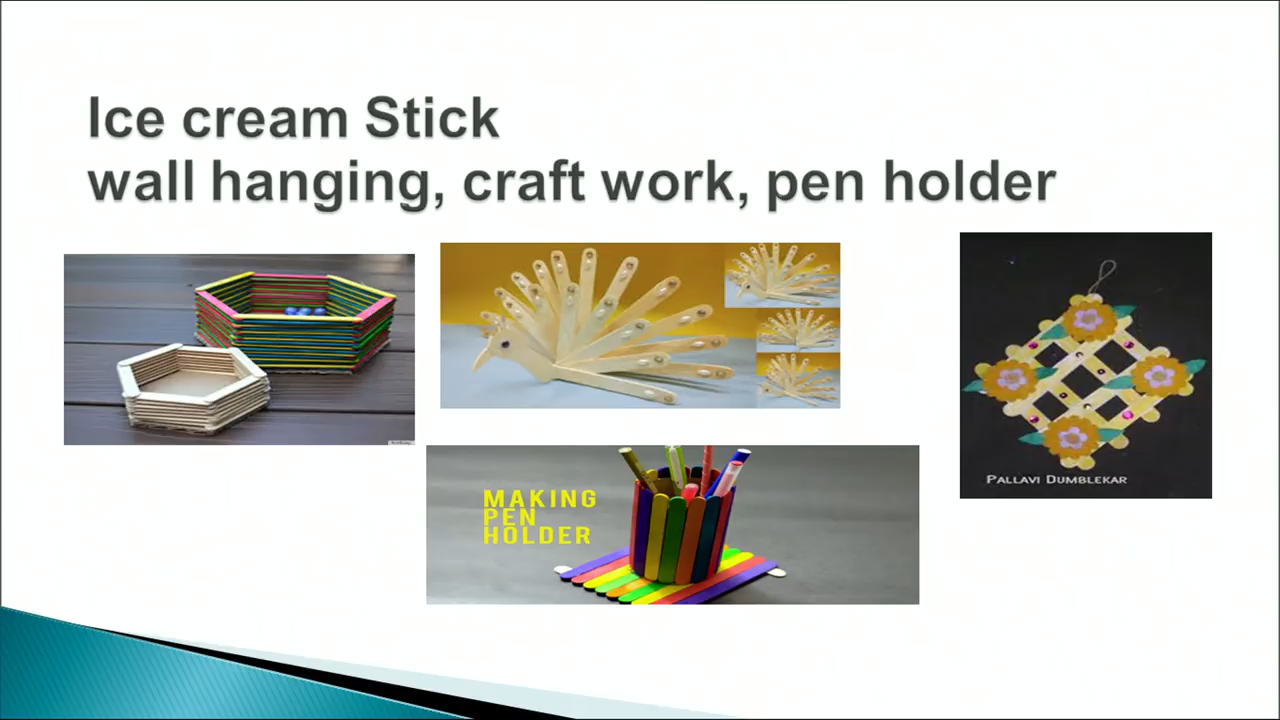 Ice cream Stick
wall hanging, craft work, pen holder
MAKING
PEN
HOLDER
PALLAVI DUMBLEKAR